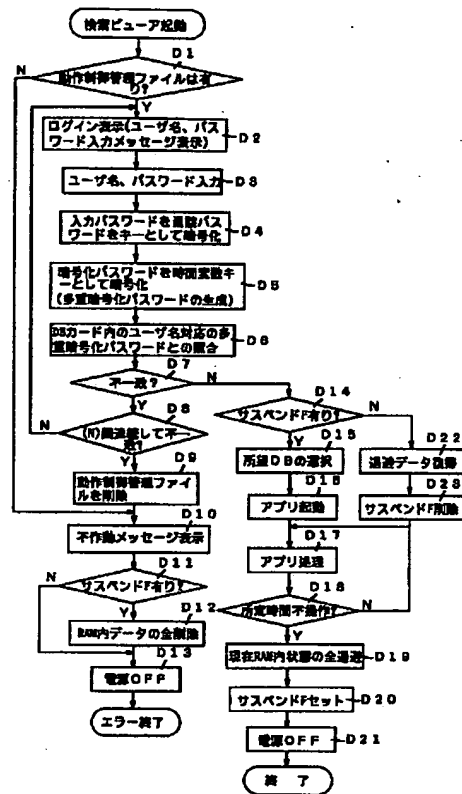 検索ビューア起動
D1
N
動作制御管理ファイルは有
り?
Y
ログイン表示(ユーザ名、パス
ワード入力メッセージ表示)
D2
ユーザ名、パスワード入力
D3
入力パスワードを
ワードをキーとして暗号化
D4
暗号化パスワードを時間変数キ
ーとして暗号化
(多重暗号化パスワードの生成)
D5
DBカード内のユーザ名対応の多
重暗号化パスワードとの照合
D6
D7
不一致?
N
Y
D8
N
(N)回連続して不一
致?
Y
D9
動作制御管理ファイ
ルを削除
D10
不作動メッセージ表示
D11
サスペンドF有り?
N
Y
D12
RAM内データの全削除
D13
電源OFF
エラー終了
D14
サスペンドF有り?
N
Y
D15
所望DBの選択
D16
アプリ起動
D17
アプリ処理
D18
所定時間不操作?
N
Y
現在RAM内状態の全退避
D19
サスペンドFセット
D20
電源OFF
D21
終 了
D22
退避データ復帰
D23
サスペンドF削除